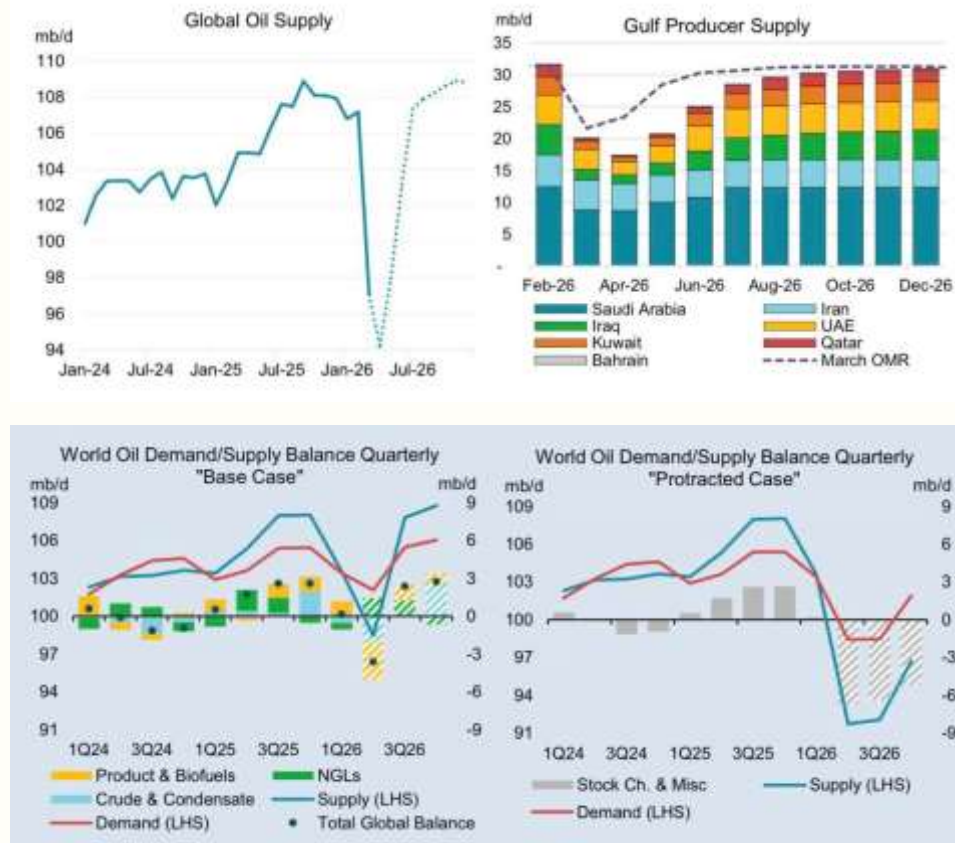 Global Oil Supply
mb/d
110
108
106
104
102
100
98
96
94
Jan-24 Jul-24 Jan-25 Jul-25 Jan-26 Jul-26
Gulf Producer Supply
mb/d
35
30
25
20
15
10
5
-
Feb-26 Apr-26 Jun-26 Aug-26 Oct-26 Dec-26
Saudi Arabia Iran
Iraq UAE
Kuwait Qatar
Bahrain March OMR
World Oil Demand/Supply Balance Quarterly
"Base Case"
mb/d mb/d
109 9
106 6
103 3
100 0
97 -3
94 -6
91 -9
1Q24 3Q24 1Q25 3Q25 1Q26 3Q26
Product & Biofuels NGLs
Crude & Condensate Supply (LHS)
Demand (LHS) Total Global Balance
World Oil Demand/Supply Balance Quarterly
"Protracted Case"
mb/d mb/d
109 9
106 6
103 3
100 0
97 -3
94 -6
91 -9
1Q24 3Q24 1Q25 3Q25 1Q26 3Q26
Stock Ch. & Misc Supply (LHS)
Demand (LHS)